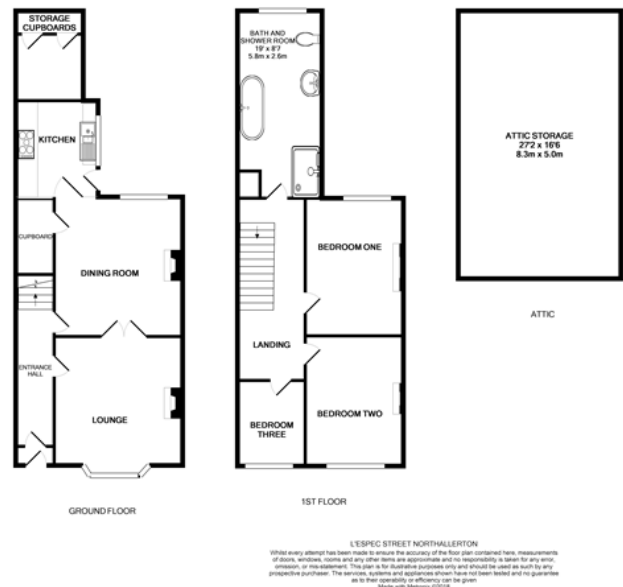 STORAGE
CUPBOARDS
KITCHEN
CUPBOARD
DINING ROOM
ENTRANCE
HALL
LOUNGE
GROUND FLOOR
BATH AND
SHOWER ROOM
19' x 8'7
5.8m x 2.6m
BEDROOM ONE
LANDING
BEDROOM TWO
BEDROOM
THREE
1ST FLOOR
ATTIC STORAGE
27'2 x 16'6
8.3m x 5.0m
ATTIC
L'ESPEC STREET NORTHALLERTON
Whilst every attempt has been made to ensure the accuracy of the floor plan contained here, measurements
of doors, windows, rooms and any other items are approximate and no responsibility is taken for any error,
omission, or mis-statement. This plan is for illustrative purposes only and should be used as such by any
prospective purchaser. The services, systems and appliances shown have not been tested and no guarantee
as to their operability or efficiency can be given
Made with Metropix ©2018